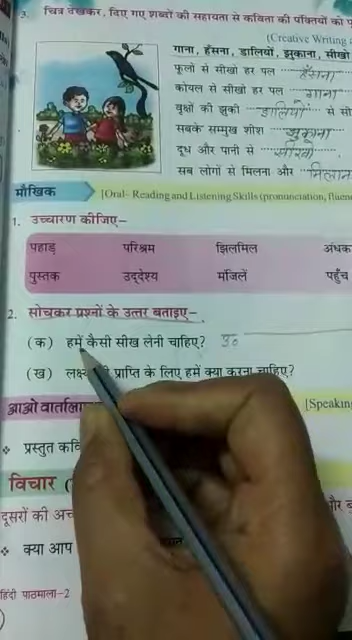 3. चित्र देखकर, दिए गए शब्दों की सहायता से कविता की पंक्तियों को
(Creative Writing
गाना, हँसना, डालियों, झुकाना, सीखो
फूलों से सीखो हर पल हँसना
कोयल से सीखो हर पल गाना
वृक्षों की झुकी डालियों से सी
सबके सम्मुख शीश झुकाना
दूध और पानी से सीखो
सब लोगों से मिलना और मिलाना
मौखिक [Oral- Reading and Listening Skills (pronunciation, fluen
1. उच्चारण कीजिए–
पहाड़ परिश्रम झिलमिल अधिक
पुस्तक उद्देश्य मंजिलें पहुँच
2. सोचकर प्रश्नों के उत्तर बताइए–
(क) हमें कैसी सीख लेनी चाहिए? उ०
(ख) लक्ष्य प्राप्ति के लिए हमें क्या करना चाहिए?
आओ वार्ताला [Speakin
❖ प्रस्तुत कवि
विचार (
दूसरों की अच्
❖ क्या आप
हिंदी पाठमाला-2